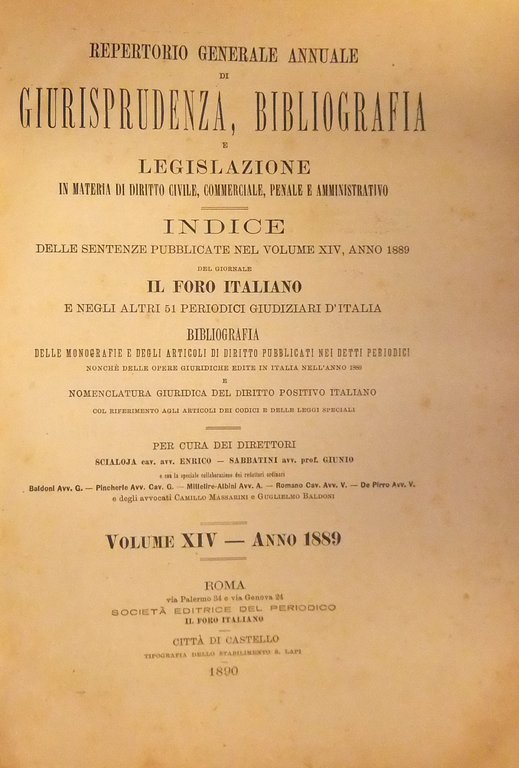 REPERTORIO GENERALE ANNUALE
DI
GIURISPRUDENZA, BIBLIOGRAFIA
E
LEGISLAZIONE
IN MATERIA DI DIRITTO CIVILE, COMMERCIALE, PENALE E AMMINISTRATIVO
INDICE
DELLE SENTENZE PUBBLICATE NEL VOLUME XIV, ANNO 1889
DEL GIORNALE
IL FORO ITALIANO
E NEGLI ALTRI 51 PERIODICI GIUDIZIARI D'ITALIA
BIBLIOGRAFIA
DELLE MONOGRAFIE E DEGLI ARTICOLI DI DIRITTO PUBBLICATI NEI DETTI PERIODICI
NONCHÈ DELLE OPERE GIURIDICHE EDITE IN ITALIA NELL'ANNO 1889
E
NOMENCLATURA GIURIDICA DEL DIRITTO POSITIVO ITALIANO
COL RIFERIMENTO AGLI ARTICOLI DEI CODICI E DELLE LEGGI SPECIALI
PER CURA DEI DIRETTORI
SCIALOJA cav. avv. ENRICO — SABBATINI avv. prof. GIUNIO
e con la speciale collaborazione dei redattori ordinari
Baldoni Avv. G. — Pincherle Avv. Cav. G. — Millelire-Albini Avv. A. — Romano Cav. Avv. V. — De Pirro Avv. V.
e degli avvocati CAMILLO MASSARINI e GUGLIELMO BALDONI
VOLUME XIV — ANNO 1889
ROMA
via Palermo 34 e via Genova 24
SOCIETÀ EDITRICE DEL PERIODICO
IL FORO ITALIANO
CITTÀ DI CASTELLO
TIPOGRAFIA DELLO STABILIMENTO S. LAPI
1890